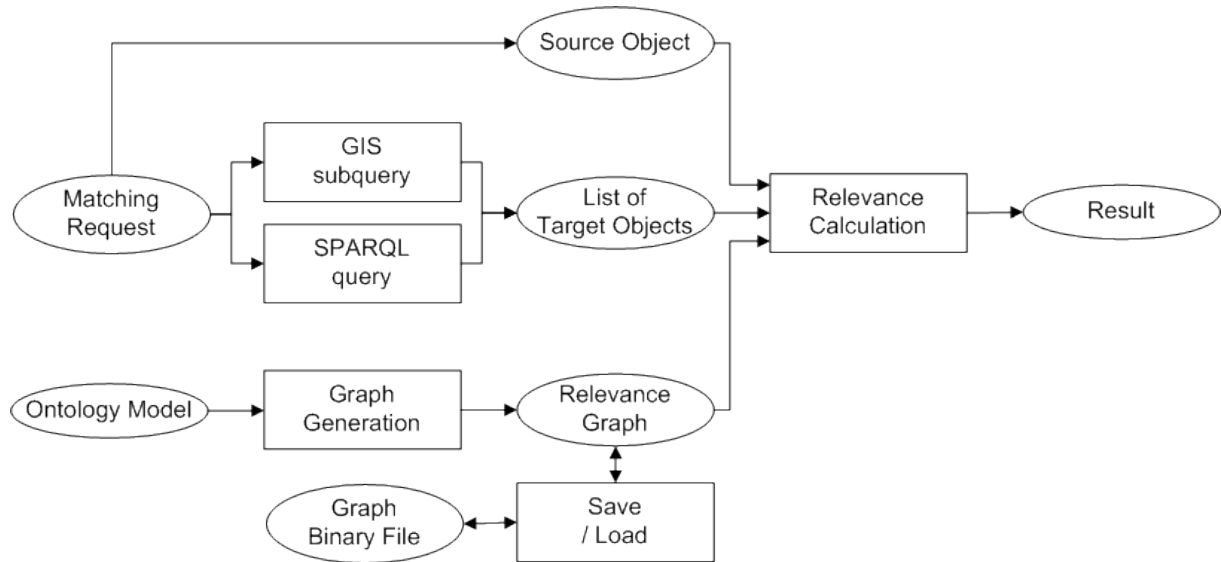 Source Object
GIS
subquery
Matching
Request
List of
Target Objects
Relevance
Calculation
Result
SPARQL
query
Ontology Model
Graph
Generation
Relevance
Graph
Graph
Binary File
Save
/ Load